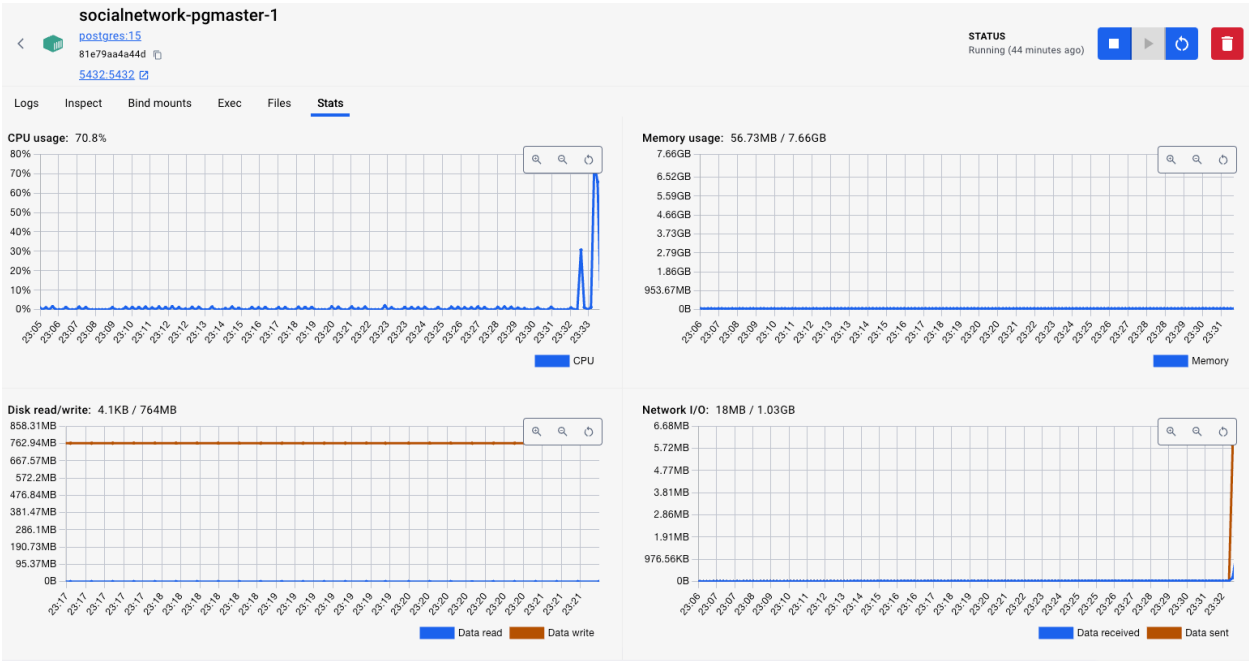 socialnetwork-pgmaster-1
postgres:15
81e79aa4a44d
5432:5432
STATUS
Running (44 minutes ago)
Logs Inspect Bind mounts Exec Files Stats
CPU usage: 70.8%
80%
70%
60%
50%
40%
30%
20%
10%
0%
23:05 23:06 23:07 23:08 23:09 23:10 23:11 23:12 23:12 23:13 23:14 23:15 23:16 23:17 23:18 23:19 23:20 23:21 23:22 23:23 23:23 23:24 23:25 23:26 23:27 23:28 23:29 23:30 23:31 23:32 23:33
CPU
Memory usage: 56.73MB / 7.66GB
7.66GB
6.52GB
5.59GB
4.66GB
3.73GB
2.79GB
1.86GB
953.67MB
0B
23:06 23:07 23:08 23:09 23:10 23:10 23:11 23:12 23:13 23:14 23:15 23:16 23:17 23:18 23:19 23:20 23:20 23:21 23:22 23:23 23:24 23:25 23:26 23:27 23:28 23:29 23:30 23:31
Memory
Disk read/write: 4.1KB / 764MB
858.31MB
762.94MB
667.57MB
572.2MB
476.84MB
381.47MB
286.1MB
190.73MB
95.37MB
0B
23:17 23:17 23:17 23:17 23:18 23:18 23:18 23:18 23:18 23:18 23:19 23:19 23:19 23:19 23:19 23:20 23:20 23:20 23:20 23:20 23:20 23:21 23:21 23:21
Data read Data write
Network I/O: 18MB / 1.03GB
6.68MB
5.72MB
4.77MB
3.81MB
2.86MB
1.91MB
976.56KB
0B
23:06 23:07 23:08 23:09 23:10 23:11 23:12 23:13 23:14 23:15 23:16 23:16 23:17 23:18 23:19 23:20 23:21 23:22 23:23 23:24 23:25 23:25 23:26 23:27 23:28 23:29 23:30 23:31 23:32
Data received Data sent